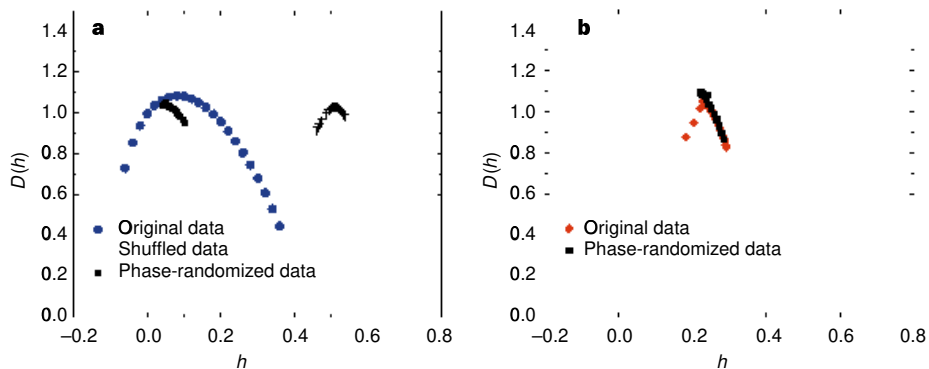 a
1.4
1.2
1.0
0.8
0.6
0.4
0.2
0.0
D(h)
Original data
Shuffled data
Phase-randomized data
–0.2 0.0 0.2 0.4 0.6 0.8
h
b
1.4
1.2
1.0
0.8
0.6
0.4
0.2
0.0
D(h)
Original data
Phase-randomized data
–0.2 0.0 0.2 0.4 0.6 0.8
h